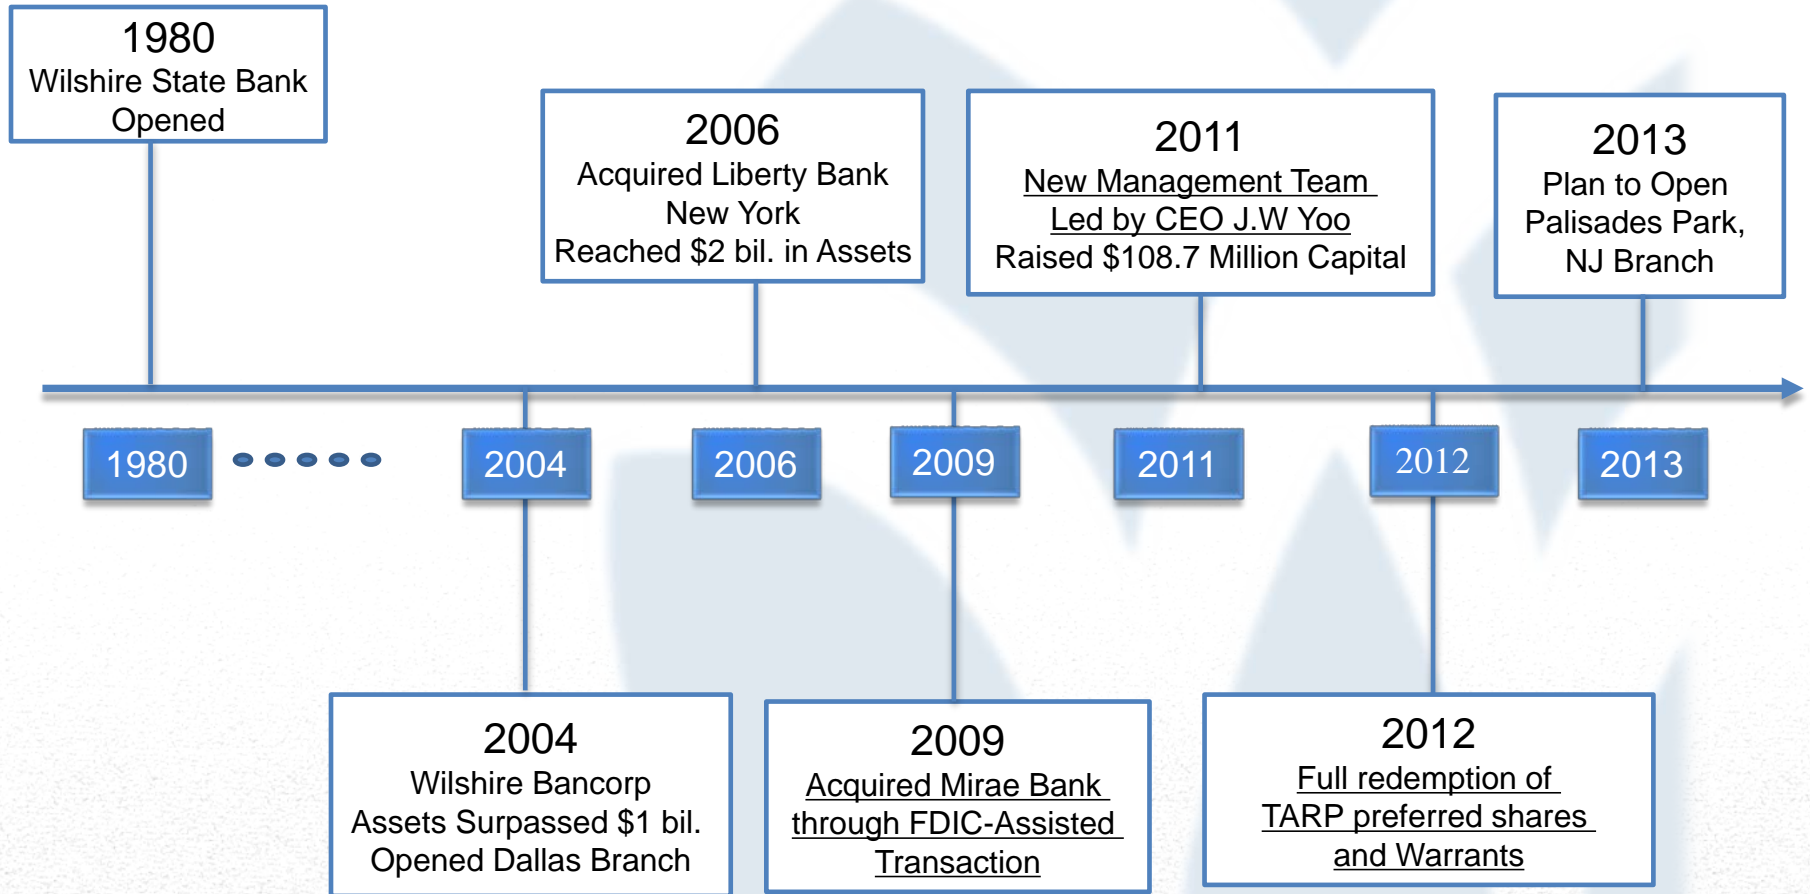 1980
Wilshire State Bank
Opened
2006
Acquired Liberty Bank
New York
Reached $2 bil. in Assets
2011
New Management Team
Led by CEO J.W Yoo
Raised $108.7 Million Capital
2013
Plan to Open
Palisades Park,
NJ Branch
1980
2004
2006
2009
2011
2012
2013
2004
Wilshire Bancorp
Assets Surpassed $1 bil.
Opened Dallas Branch
2009
Acquired Mirae Bank
through FDIC-Assisted
Transaction
2012
Full redemption of
TARP preferred shares
and Warrants